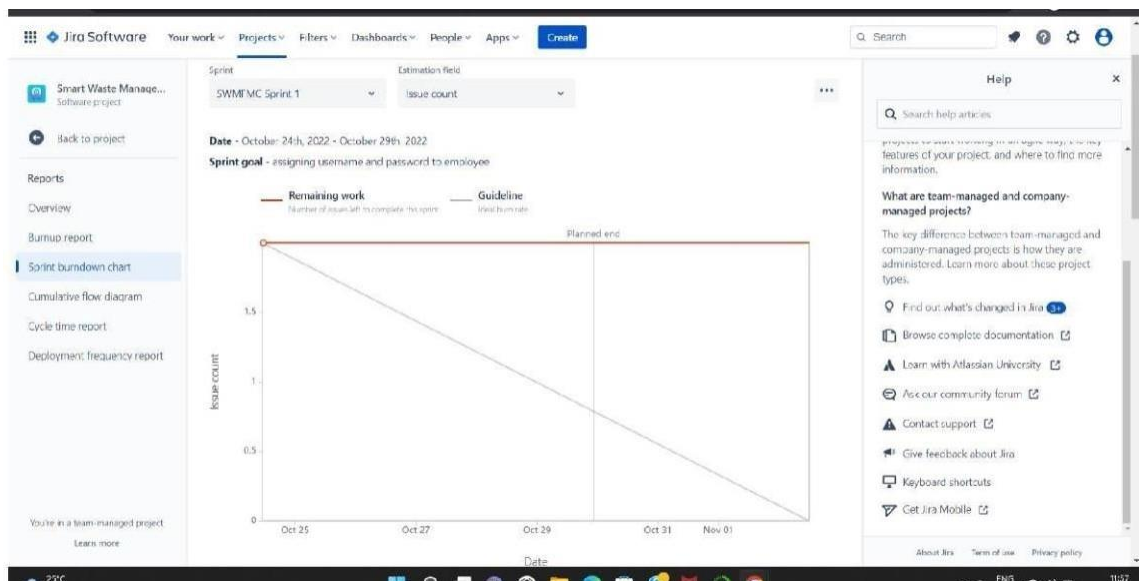 Jira Software
Your work
Projects
Filters
Dashboards
People
Apps
Create
Search
Smart Waste Manage...
Software project
Back to project
Reports
Overview
Burnup report
Sprint burndown chart
Cumulative flow diagram
Cycle time report
Deployment frequency report
You're in a team-managed project
Learn more
Sprint
Estimation field
SWMFMC Sprint 1
Issue count
Date - October 24th, 2022 - October 29th, 2022
Sprint goal - assigning username and password to employee
Remaining work
Number of issues left to complete this sprint
Guideline
Ideal burn rate
Planned end
1.5
1
0.5
0
Issue count
Oct 25
Oct 27
Oct 29
Oct 31
Nov 01
Date
Help
Search help articles
features of your project, and where to find more
information.
What are team-managed and company-
managed projects?
The key difference between team-managed and
company-managed projects is how they are
administered. Learn more about these project
types.
Find out what's changed in Jira 3+
Browse complete documentation
Learn with Atlassian University
Ask our community forum
Contact support
Give feedback about Jira
Keyboard shortcuts
Get Jira Mobile
About Jira
Term of use
Privacy policy
25°C
ENG
11:57